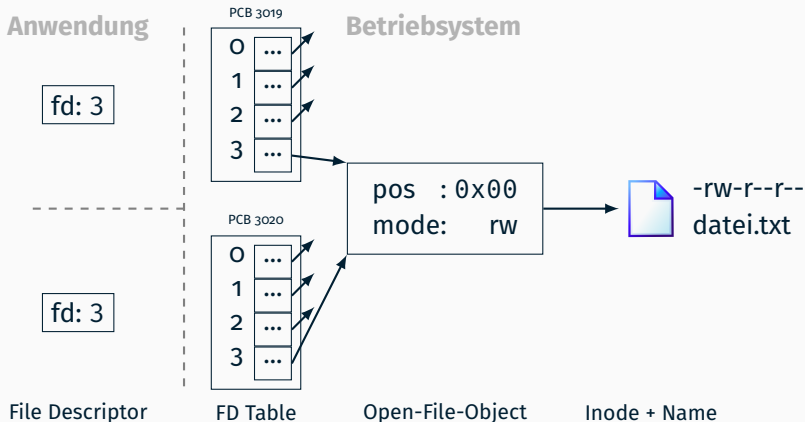 Anwendung
Betriebsystem
PCB 3019
0 ...
1 ...
2 ...
3 ...
fd: 3
pos : 0x00
mode: rw
-rw-r--r--
datei.txt
PCB 3020
0 ...
1 ...
2 ...
3 ...
fd: 3
File Descriptor
FD Table
Open-File-Object
Inode + Name